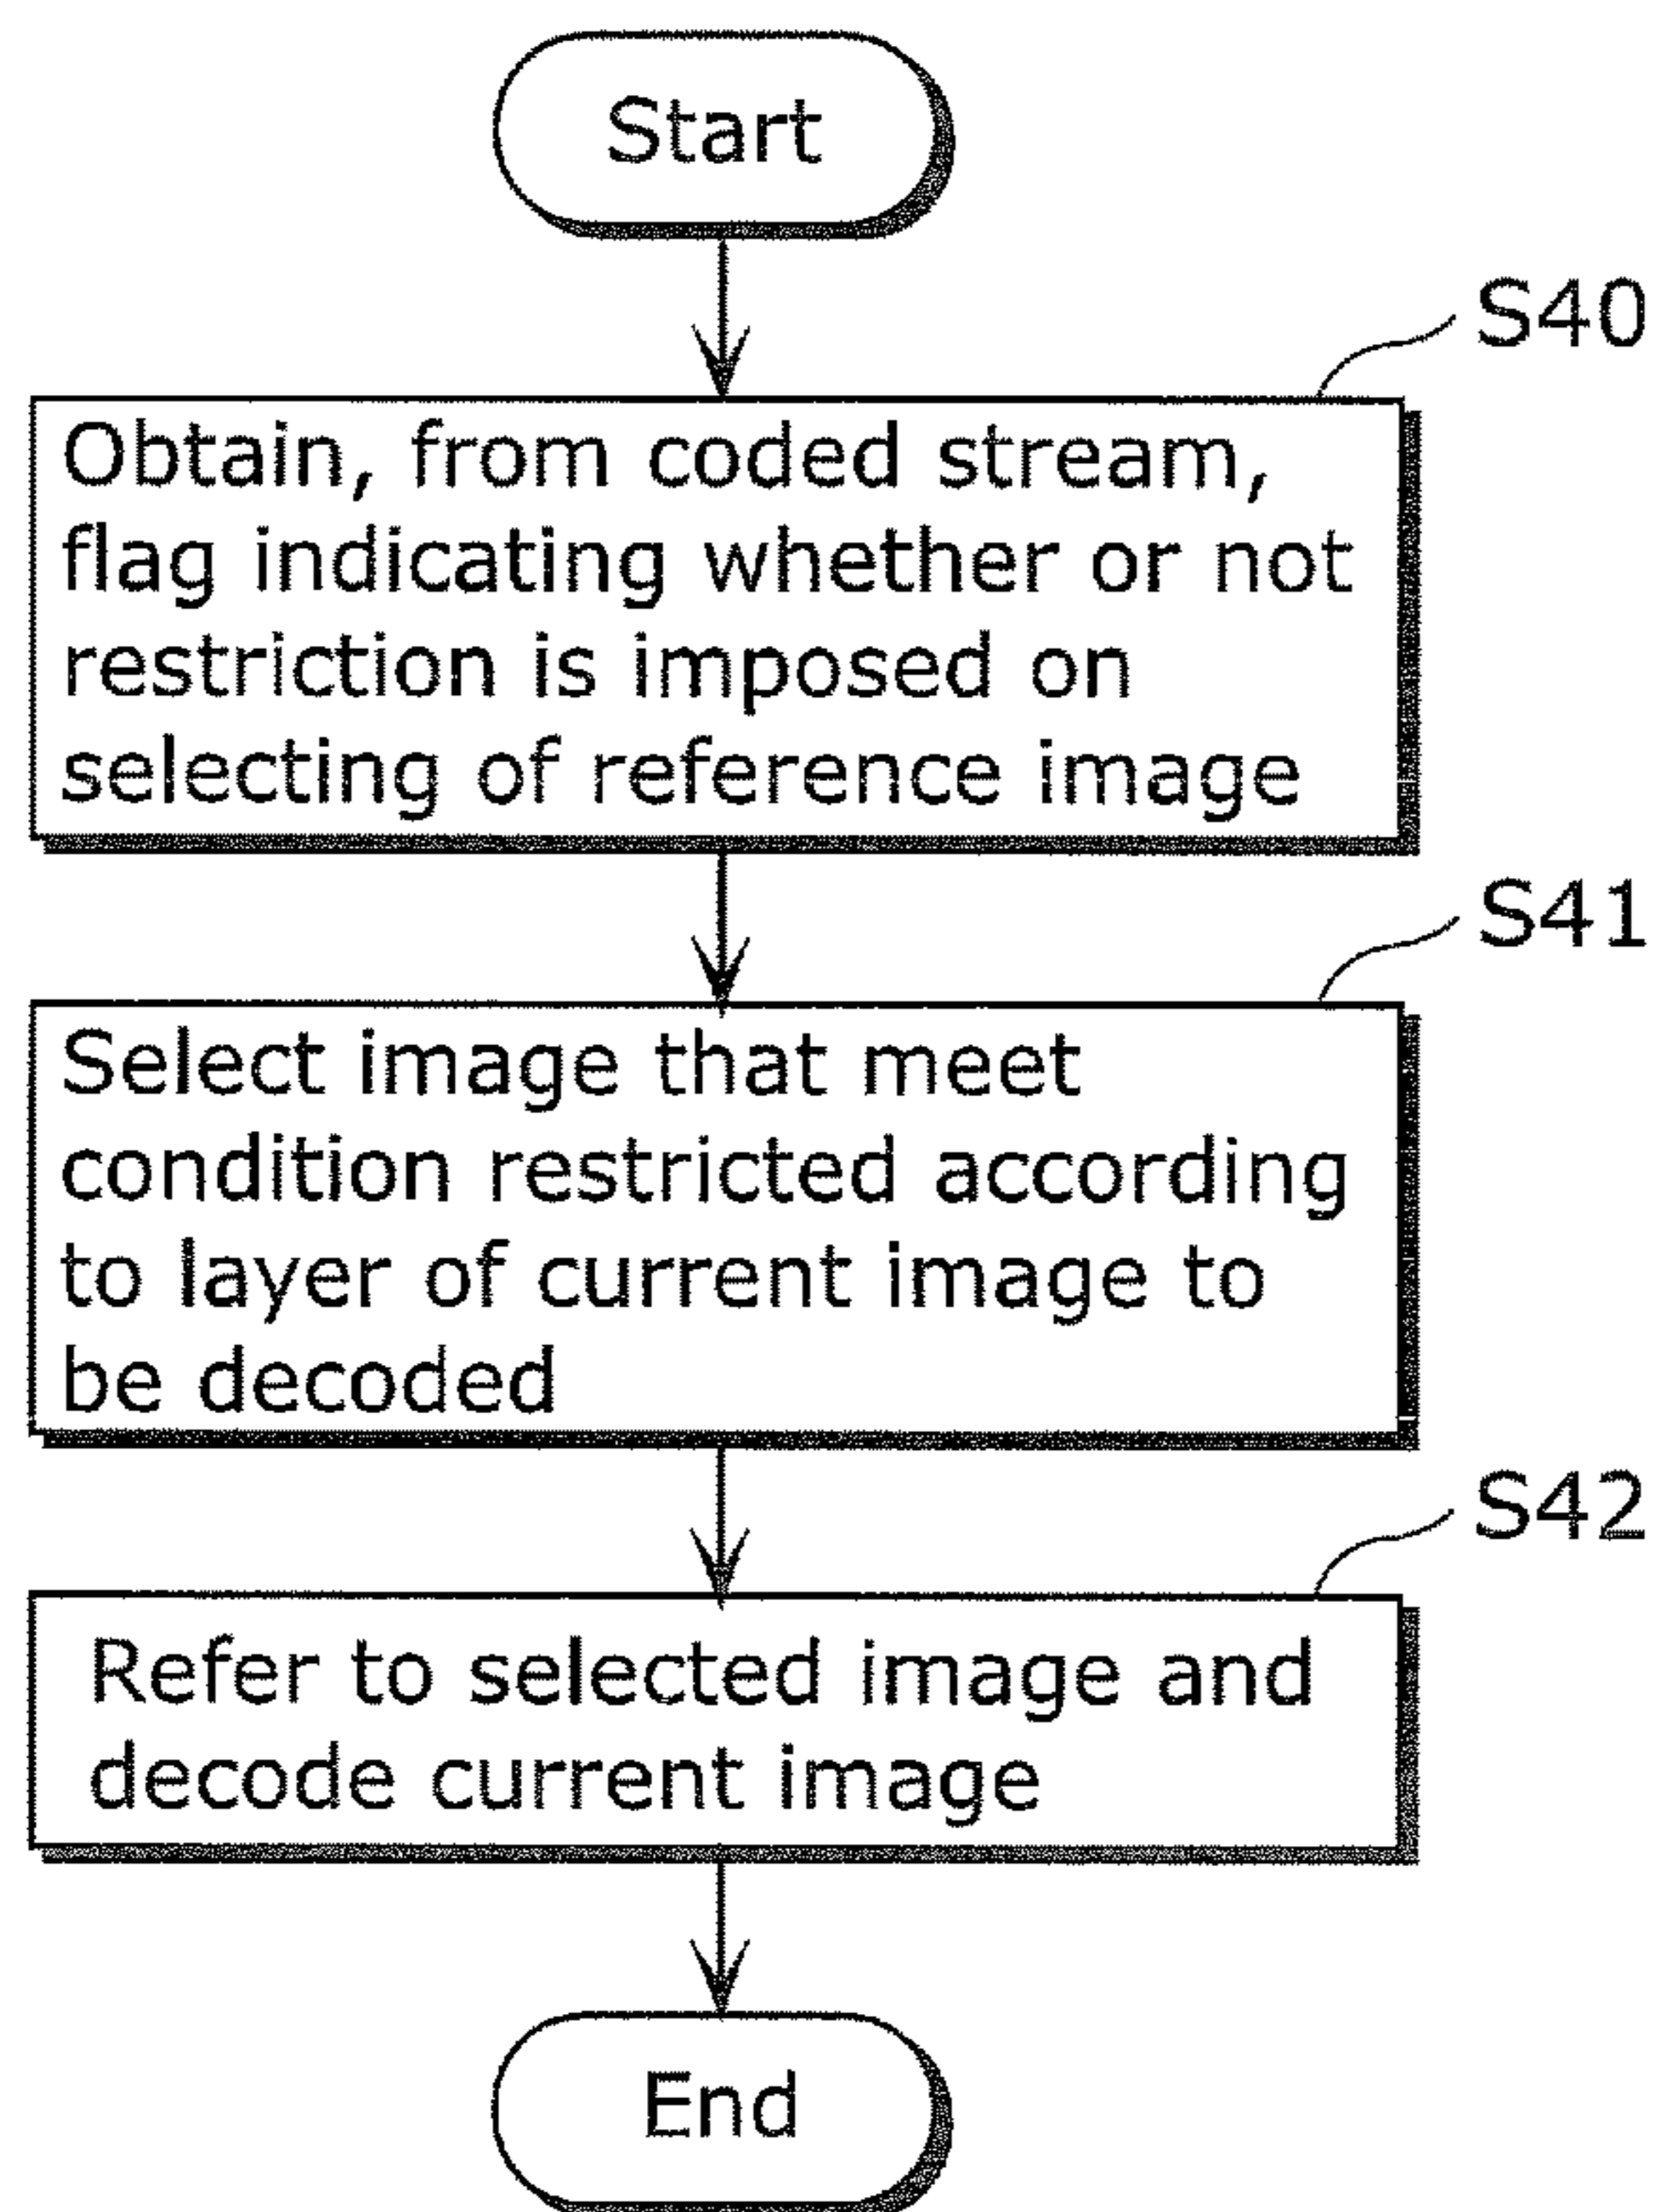 Start
S40
Obtain, from coded stream,
flag indicating whether or not
restriction is imposed on
selecting of reference image
S41
Select image that meet
condition restricted according
to layer of current image to
be decoded
S42
Refer to selected image and
decode current image
End